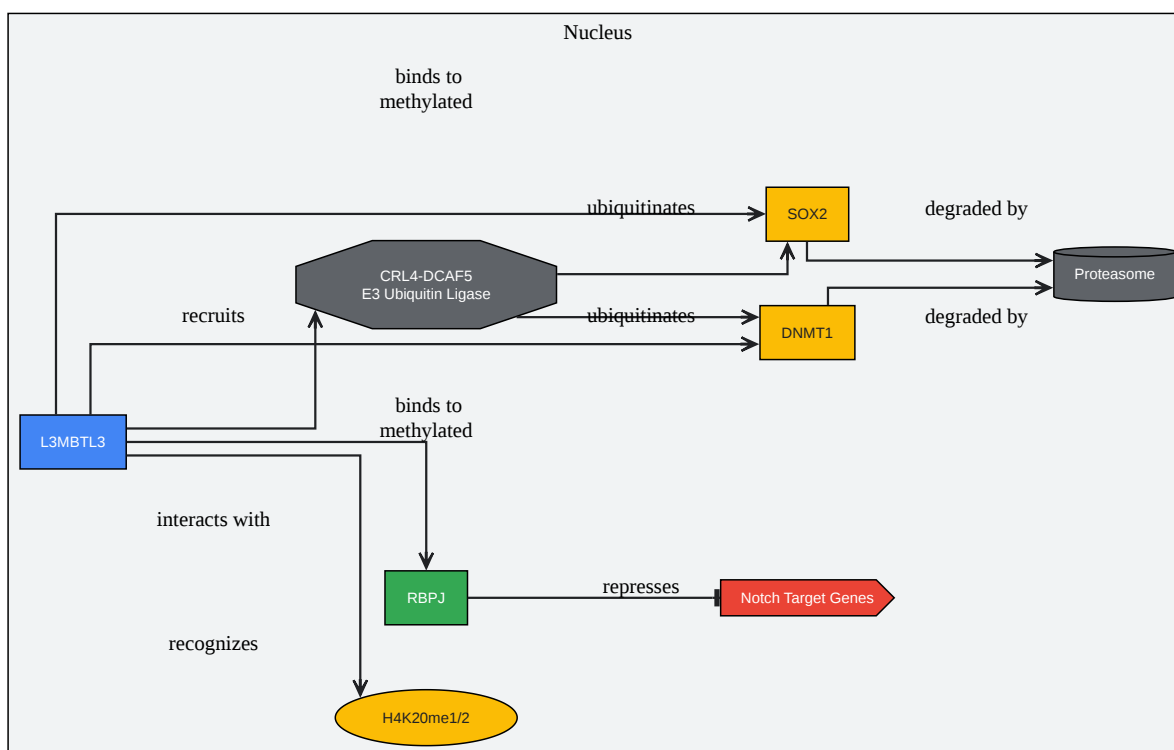 Nucleus
binds to
methylated
ubiquitinates
SOX2
degraded by
CRL4-DCAF5
E3 Ubiquitin Ligase
Proteasome
recruits
ubiquitinates
DNMT1
degraded by
binds to
methylated
L3MBTL3
interacts with
RBPJ
represses
Notch Target Genes
recognizes
H4K20me1/2